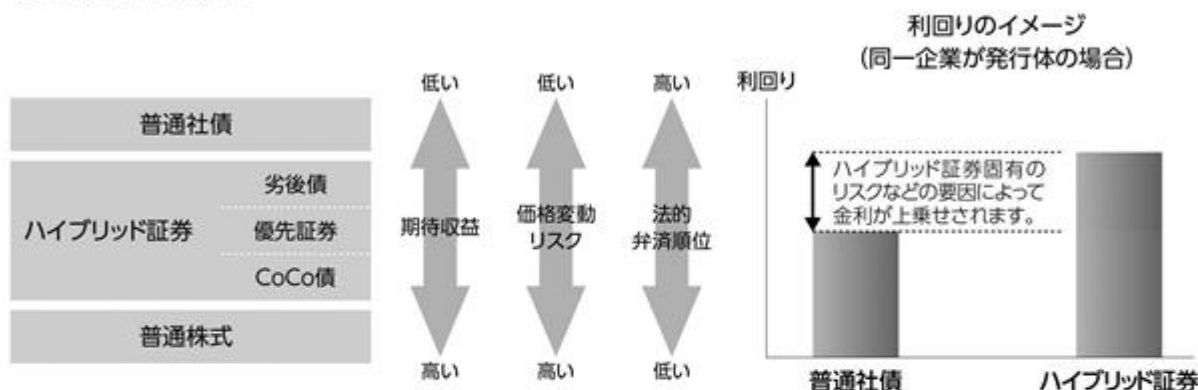 利回りのイメージ
（同一企業が発行体の場合）
低い
低い
高い
利回り
普通社債
ハイブリッド証券
劣後債
優先証券
CoCo債
普通株式
期待収益
価格変動
リスク
法的
弁済順位
高い
高い
低い
ハイブリッド証券固有の
リスクなどの要因によって
金利が上乗せされます。
普通社債
ハイブリッド証券